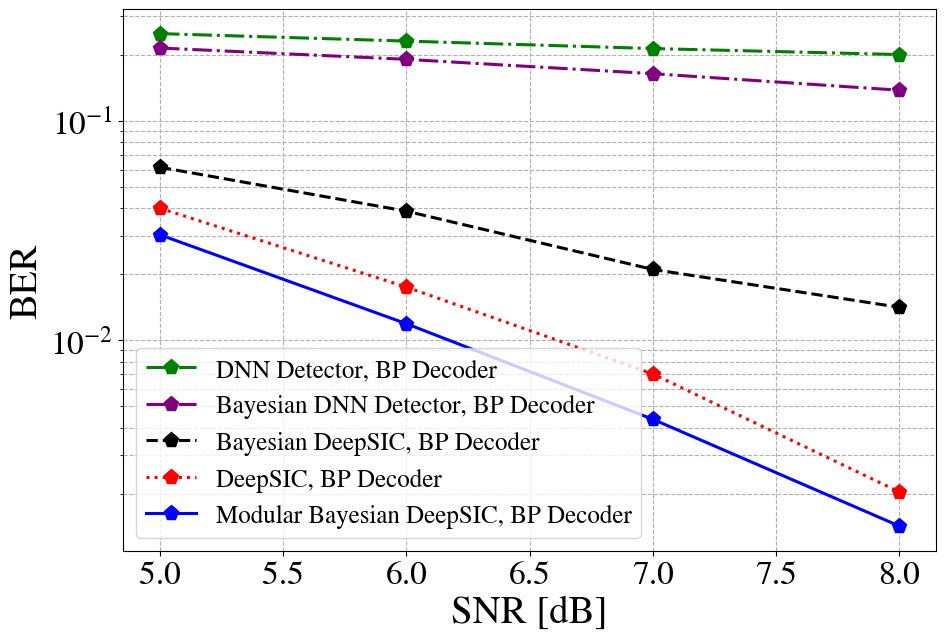 10⁻¹
10⁻²
BER
DNN Detector, BP Decoder
Bayesian DNN Detector, BP Decoder
Bayesian DeepSIC, BP Decoder
DeepSIC, BP Decoder
Modular Bayesian DeepSIC, BP Decoder
5.0 5.5 6.0 6.5 7.0 7.5 8.0
SNR [dB]